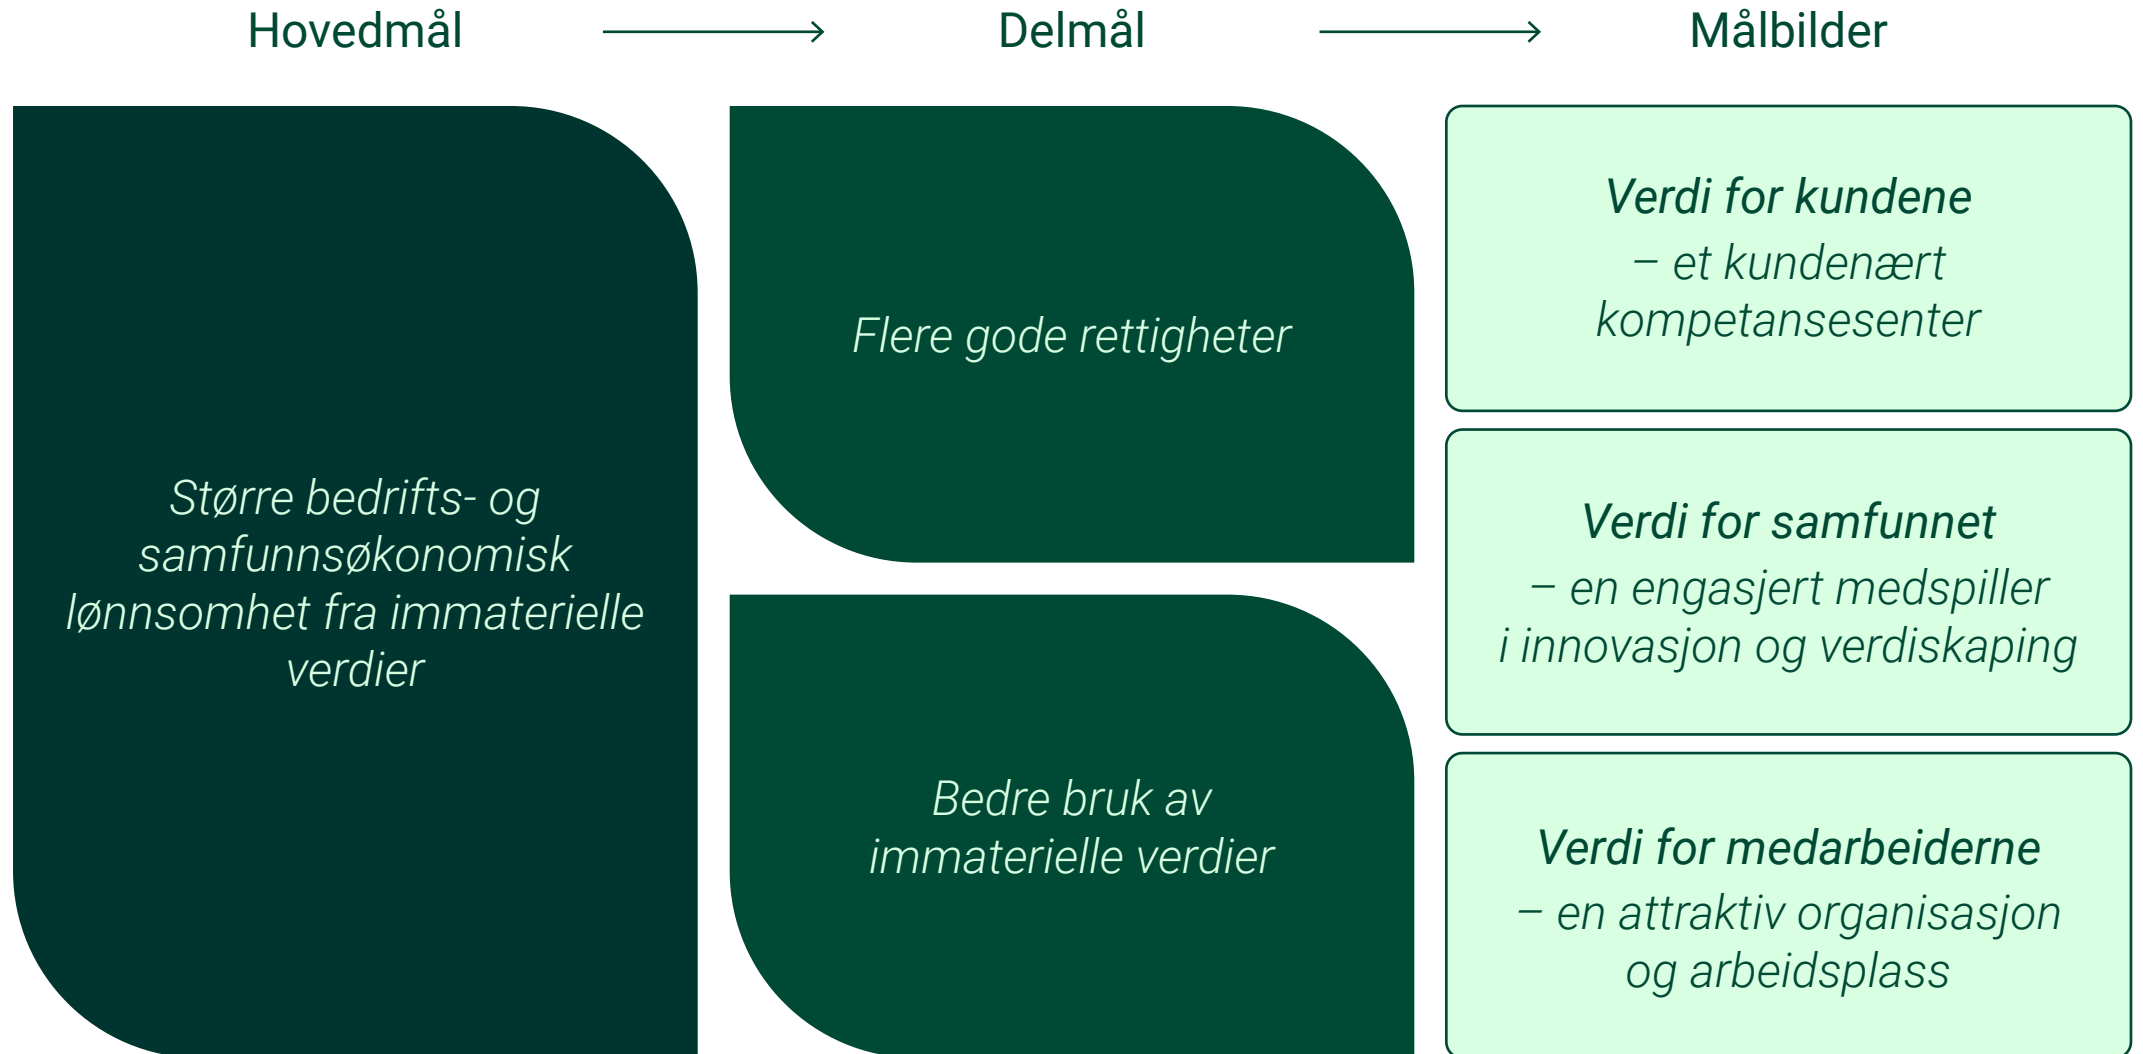 Hovedmål
Delmål
Målbilder
Større bedrifts- og
samfunnsøkonomisk
lønnsomhet fra immaterielle
verdier
Flere gode rettigheter
Bedre bruk av
immaterielle verdier
Verdi for kundene
– et kundenært
kompetansesenter
Verdi for samfunnet
– en engasjert medspiller
i innovasjon og verdiskaping
Verdi for medarbeiderne
– en attraktiv organisasjon
og arbeidsplass